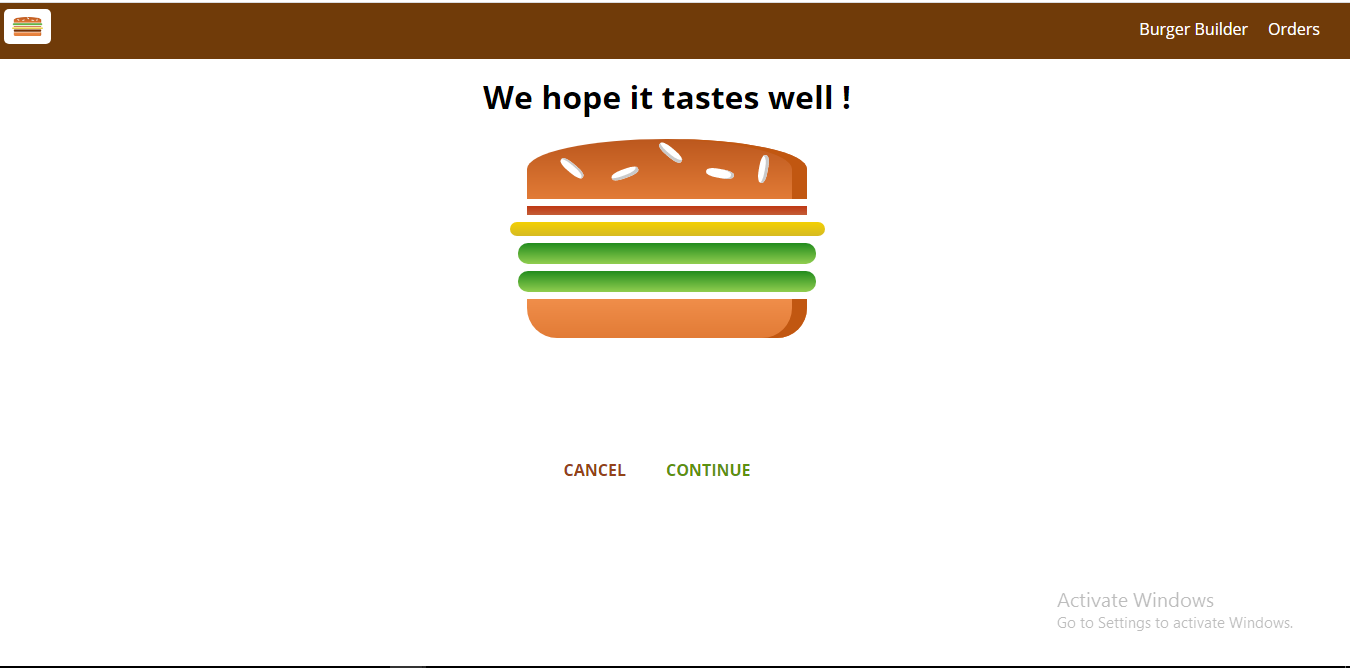 Burger Builder Orders
We hope it tastes well !
CANCEL CONTINUE
Activate Windows
Go to Settings to activate Windows.